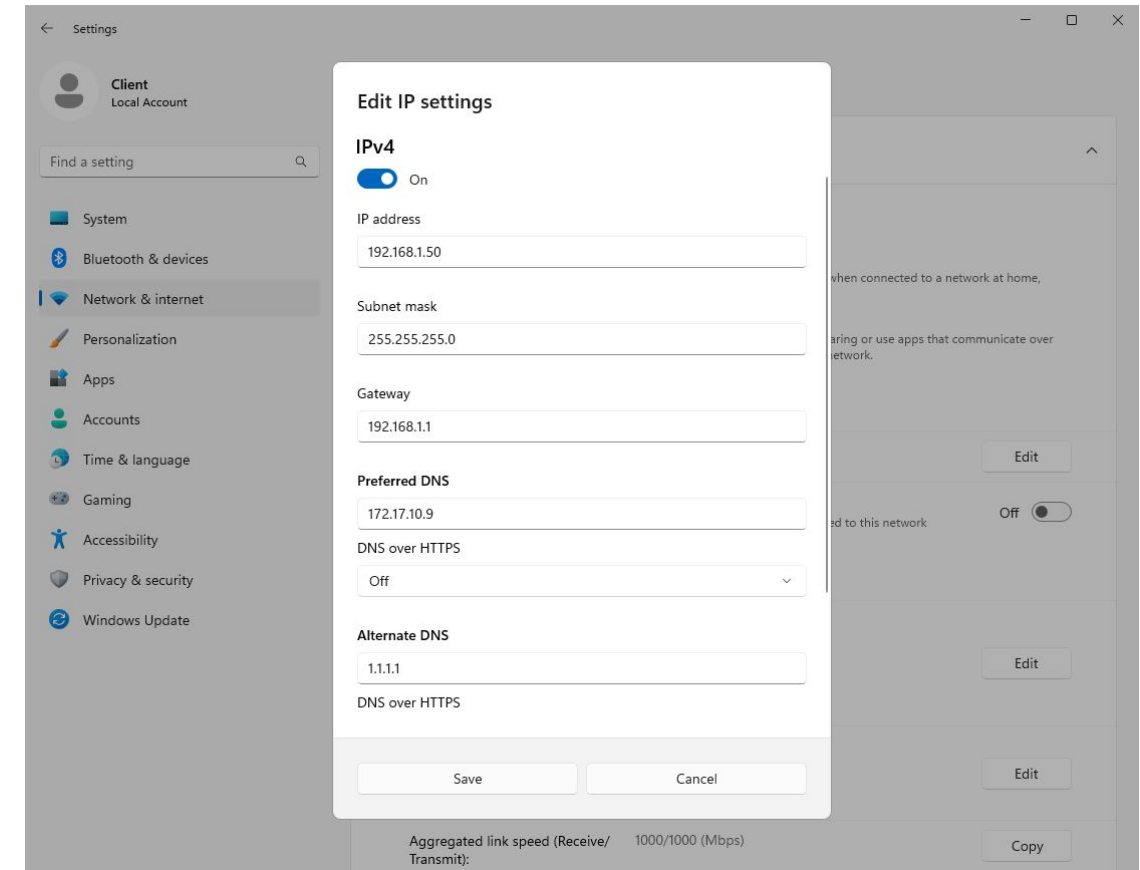 Settings
Client
Local Account
Find a setting
System
Bluetooth & devices
Network & internet
Personalization
Apps
Accounts
Time & language
Gaming
Accessibility
Privacy & security
Windows Update
Edit IP settings
IPv4
On
IP address
192.168.1.50
Subnet mask
255.255.255.0
Gateway
192.168.1.1
Preferred DNS
172.17.10.9
DNS over HTTPS
Off
Alternate DNS
1.1.1.1
DNS over HTTPS
Save
Cancel
when connected to a network at home,
aring or use apps that communicate over
etwork.
Edit
ed to this network
Off
Edit
Edit
Aggregated link speed (Receive/
Transmit):
1000/1000 (Mbps)
Copy